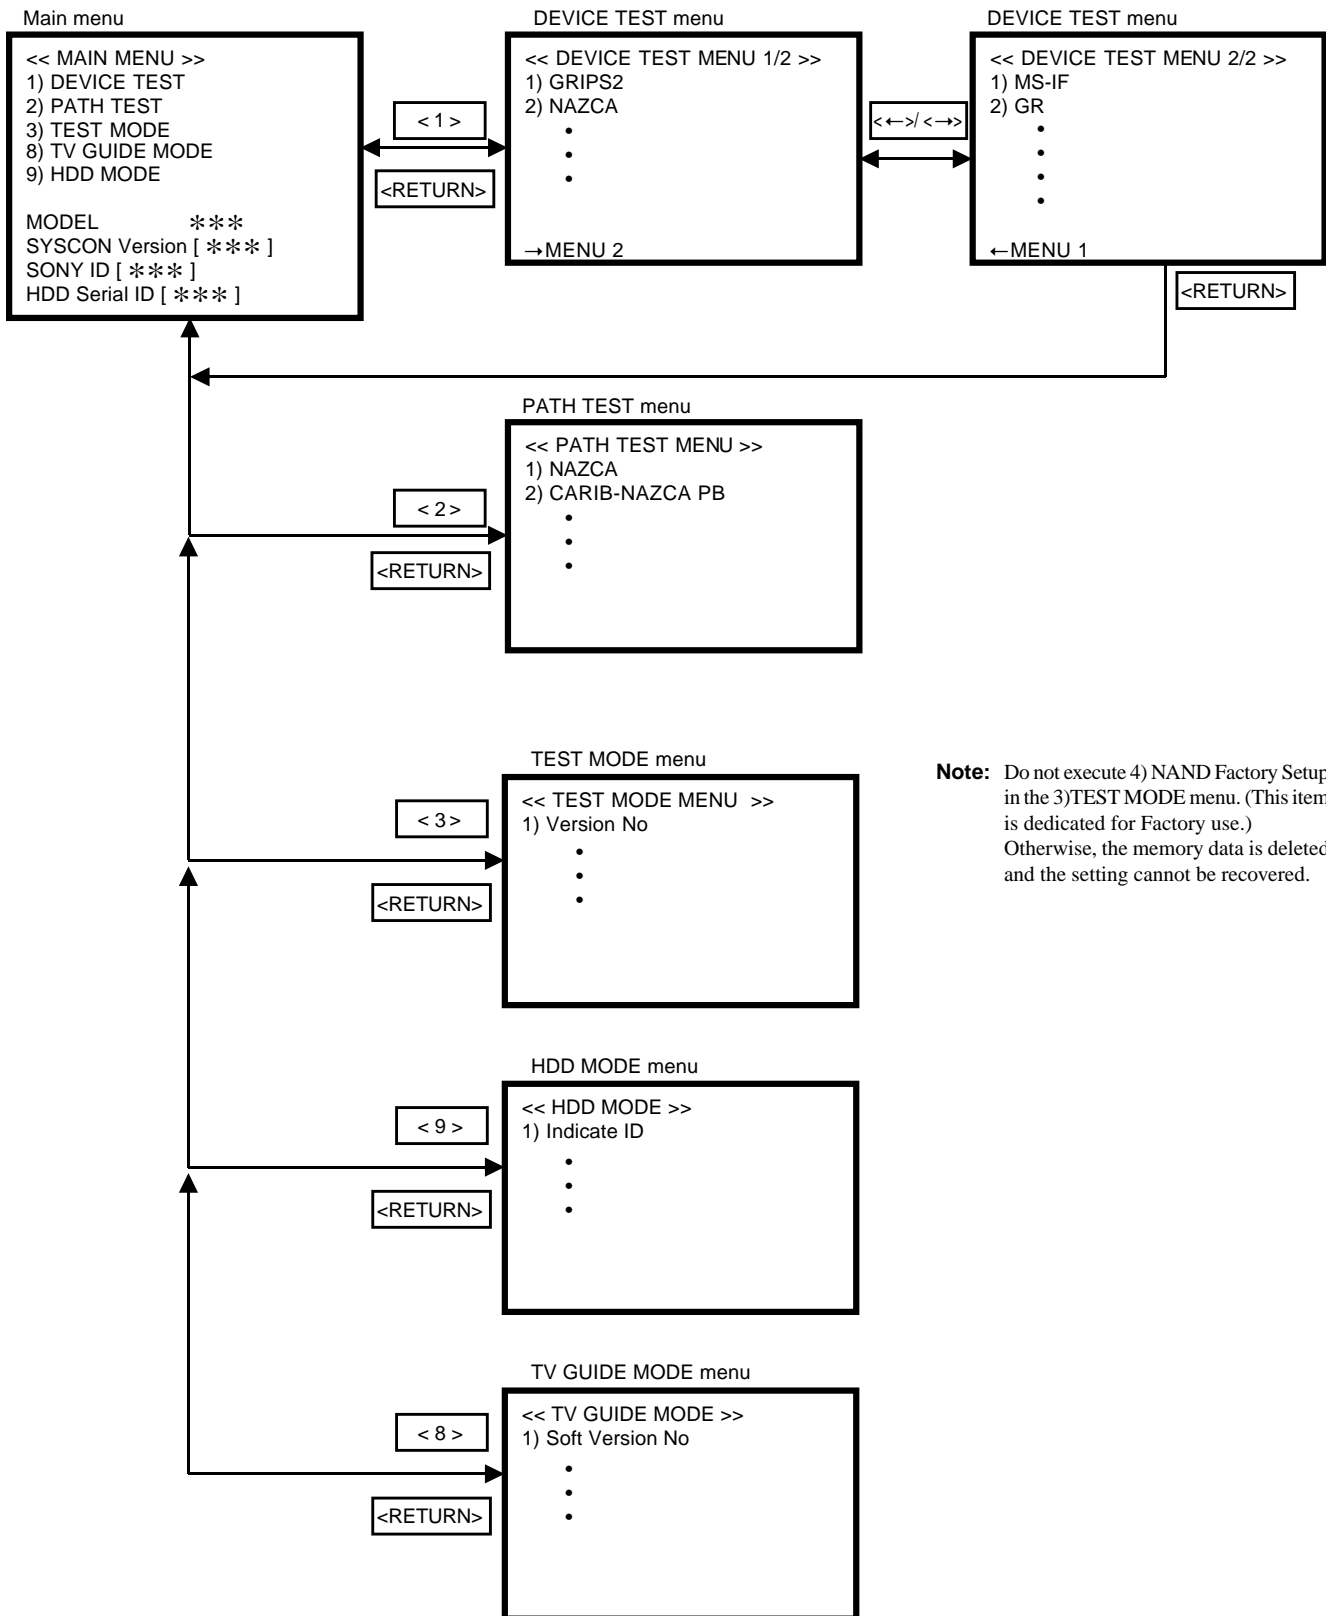 Main menu
<< MAIN MENU >>
1) DEVICE TEST
2) PATH TEST
3) TEST MODE
8) TV GUIDE MODE
9) HDD MODE
MODEL ***
SYSCON Version [ *** ]
SONY ID [ *** ]
HDD Serial ID [ *** ]
< 1 >
<RETURN>
DEVICE TEST menu
<< DEVICE TEST MENU 1/2 >>
1) GRIPS2
2) NAZCA
•
•
•
→MENU 2
<←>/<→>
DEVICE TEST menu
<< DEVICE TEST MENU 2/2 >>
1) MS-IF
2) GR
•
•
•
•
←MENU 1
<RETURN>
PATH TEST menu
<< PATH TEST MENU >>
1) NAZCA
2) CARIB-NAZCA PB
•
•
•
< 2 >
<RETURN>
TEST MODE menu
<< TEST MODE MENU >>
1) Version No
•
•
•
< 3 >
<RETURN>
Note: Do not execute 4) NAND Factory Setup
in the 3)TEST MODE menu. (This item
is dedicated for Factory use.)
Otherwise, the memory data is deleted
and the setting cannot be recovered.
HDD MODE menu
<< HDD MODE >>
1) Indicate ID
•
•
•
< 9 >
<RETURN>
TV GUIDE MODE menu
<< TV GUIDE MODE >>
1) Soft Version No
•
•
•
< 8 >
<RETURN>